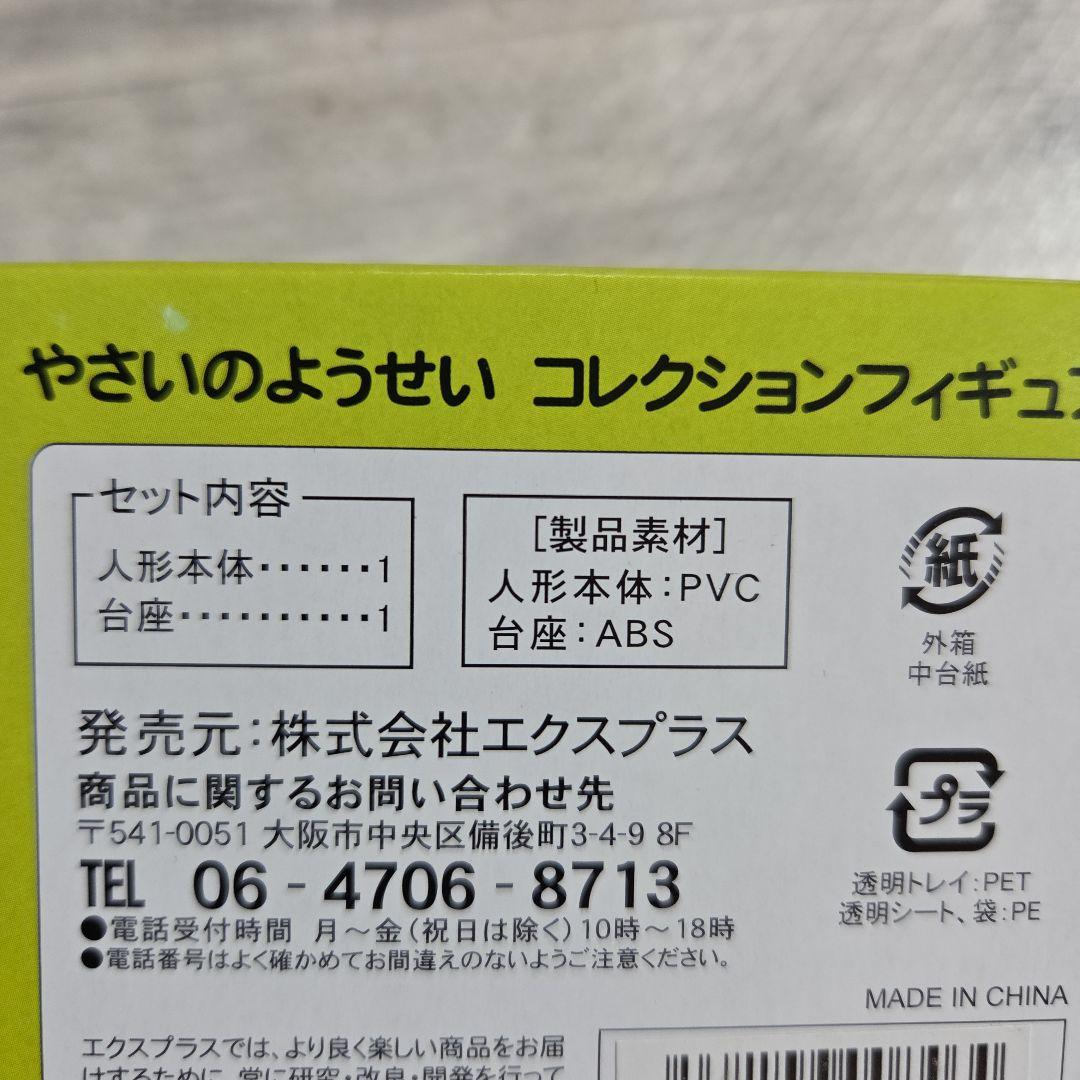 やさいのようせい コレクションフィギュア
セット内容
人形本体・・・・・・1
台座・・・・・・・・・・1
[製品素材]
人形本体：PVC
台座：ABS
紙
外箱
中台紙
発売元：株式会社エクスプラス
商品に関するお問い合わせ先
〒541-0051 大阪市中央区備後町3-4-9 8F
TEL 06-4706-8713
●電話受付時間 月～金（祝日は除く）10時～18時
●電話番号はよく確かめてお間違えのないようご注意ください。
プラ
透明トレイ：PET
透明シート、袋：PE
MADE IN CHINA
エクスプラスでは、より良く楽しい商品をお届
けするために、常に研究・改良・開発を行って